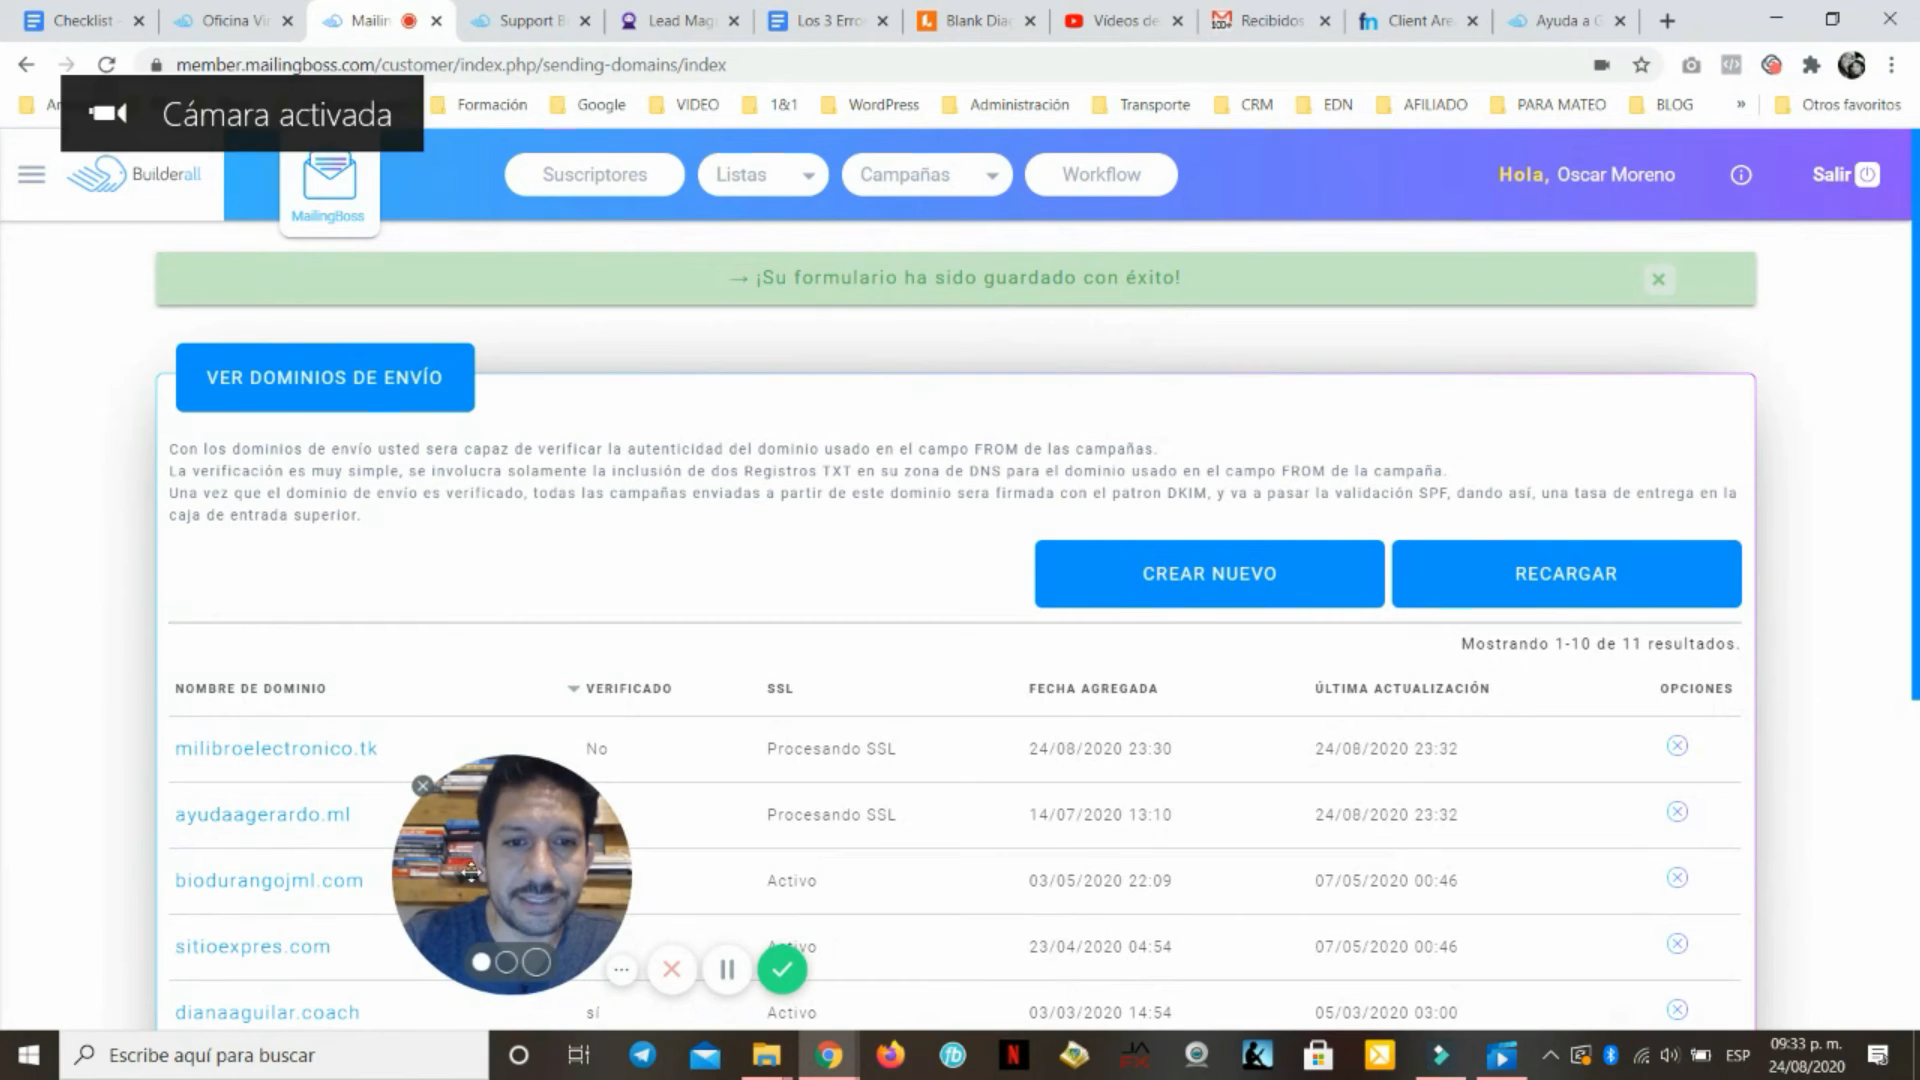 Checklist -
Oficina Vi
Mailin
Support B
Lead Mag
Los 3 Erro
Blank Dia
Vídeos de
Recibidos
Client Are
Ayuda a G
member.mailingboss.com/customer/index.php/sending-domains/index
Formación
Google
VIDEO
1&1
WordPress
Administración
Transporte
CRM
EDN
AFILIADO
PARA MATEO
BLOG
»
Otros favoritos
Cámara activada
Builderall
MailingBoss
Suscriptores
Listas
Campañas
Workflow
Hola, Oscar Moreno
Salir
→ ¡Su formulario ha sido guardado con éxito!
VER DOMINIOS DE ENVÍO
Con los dominios de envío usted sera capaz de verificar la autenticidad del dominio usado en el campo FROM de las campañas.
La verificación es muy simple, se involucra solamente la inclusión de dos Registros TXT en su zona de DNS para el dominio usado en el campo FROM de la campaña.
Una vez que el dominio de envío es verificado, todas las campañas enviadas a partir de este dominio sera firmada con el patron DKIM, y va a pasar la validación SPF, dando así, una tasa de entrega en la
caja de entrada superior.
CREAR NUEVO
RECARGAR
Mostrando 1-10 de 11 resultados.
NOMBRE DE DOMINIO VERIFICADO SSL FECHA AGREGADA ÚLTIMA ACTUALIZACIÓN OPCIONES
milibroelectronico.tk No Procesando SSL 24/08/2020 23:30 24/08/2020 23:32
ayudaagerardo.ml Procesando SSL 14/07/2020 13:10 24/08/2020 23:32
biodurangojml.com Activo 03/05/2020 22:09 07/05/2020 00:46
sitioexpres.com Activo 23/04/2020 04:54 07/05/2020 00:46
dianaaguilar.coach sí Activo 03/03/2020 14:54 05/03/2020 03:00
Escribe aquí para buscar
ESP
09:33 p. m.
24/08/2020